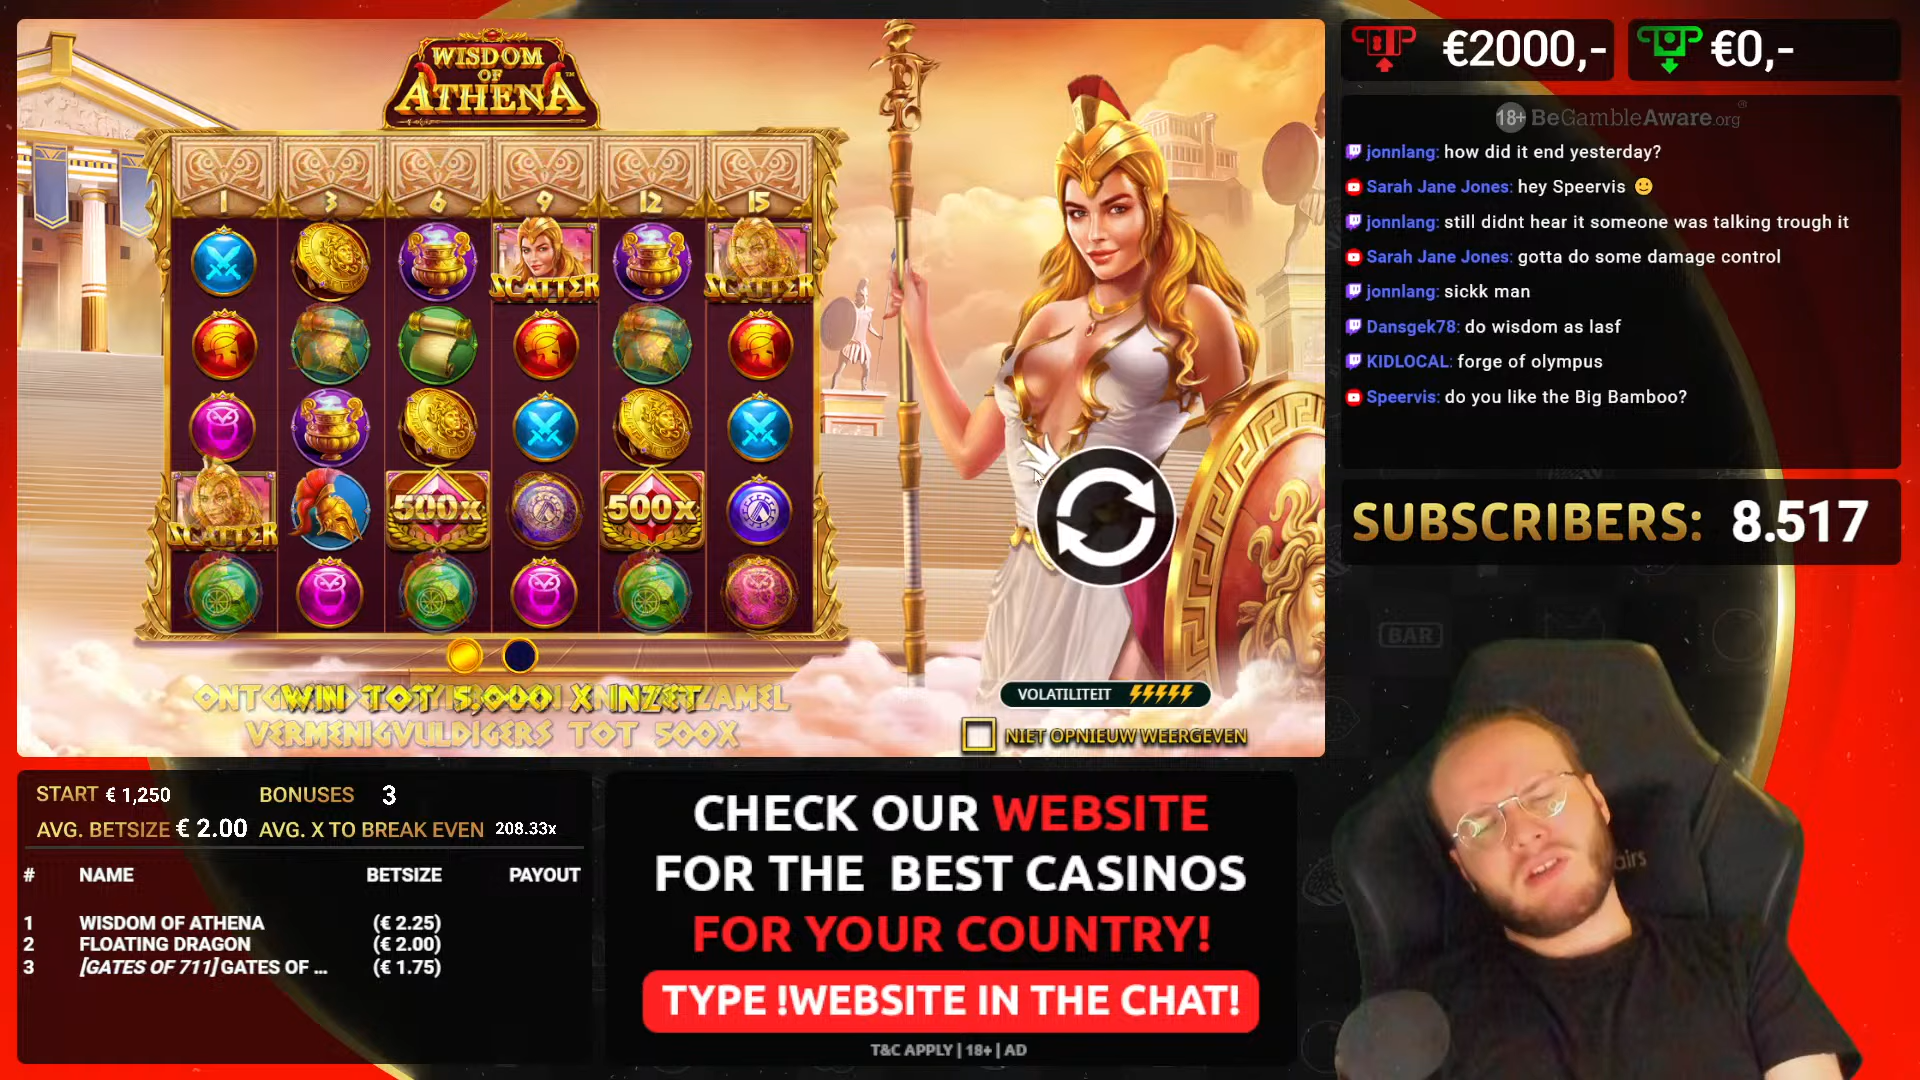 WISDOM
OF
ATHENA™
1 3 6 9 12 15
SCATTER SCATTER
SCATTER 500X 500X
WIN TOT 5,000 X INZET
VERMENIGVULDIGERS TOT 500X
VOLATILITEIT
NIET OPNIEUW WEERGEVEN
€2000,- €0,-
18+ BeGambleAware.org®
jonnlang: how did it end yesterday?
Sarah Jane Jones: hey Speervis
jonnlang: still didnt hear it someone was talking trough it
Sarah Jane Jones: gotta do some damage control
jonnlang: sickk man
Dansgek78: do wisdom as lasf
KIDLOCAL: forge of olympus
Speervis: do you like the Big Bamboo?
SUBSCRIBERS: 8.517
BAR
airs
START € 1,250 BONUSES 3
AVG. BETSIZE € 2.00 AVG. X TO BREAK EVEN 208.33x
# NAME BETSIZE PAYOUT
1 WISDOM OF ATHENA (€ 2.25)
2 FLOATING DRAGON (€ 2.00)
3 [GATES OF 711] GATES OF ... (€ 1.75)
CHECK OUR WEBSITE
FOR THE BEST CASINOS
FOR YOUR COUNTRY!
TYPE !WEBSITE IN THE CHAT!
T&C APPLY | 18+ | AD